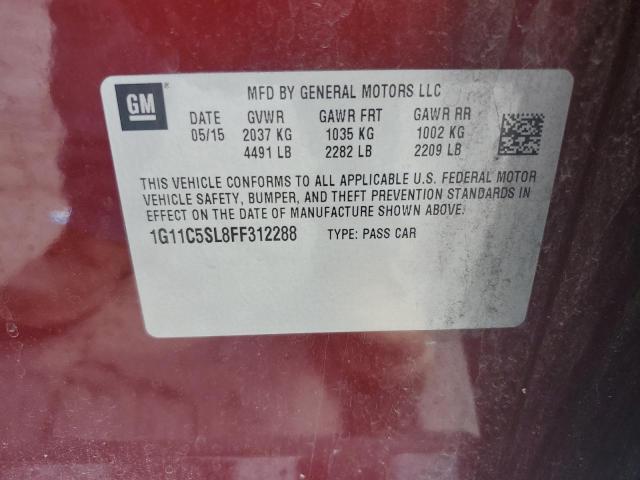 GM
MFD BY GENERAL MOTORS LLC
DATE GVWR GAWR FRT GAWR RR
05/15 2037 KG 1035 KG 1002 KG
4491 LB 2282 LB 2209 LB
THIS VEHICLE CONFORMS TO ALL APPLICABLE U.S. FEDERAL MOTOR
VEHICLE SAFETY, BUMPER, AND THEFT PREVENTION STANDARDS IN
EFFECT ON THE DATE OF MANUFACTURE SHOWN ABOVE.
1G11C5SL8FF312288 TYPE: PASS CAR